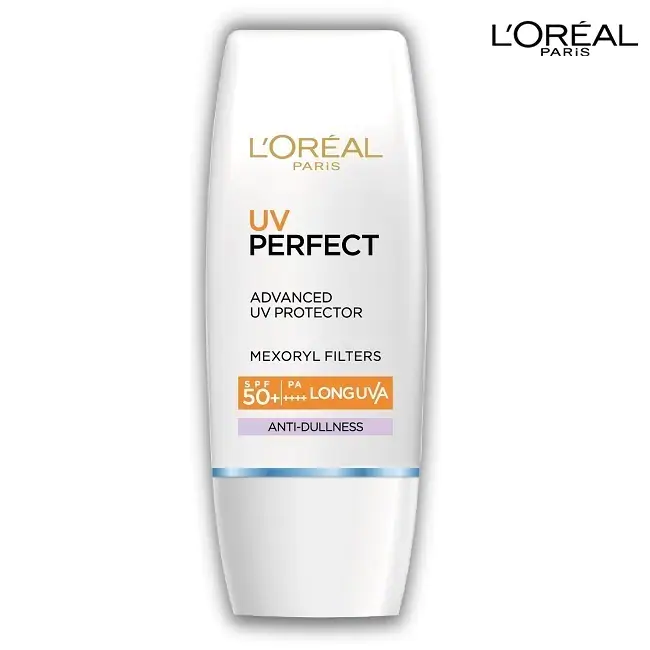 L'ORÉAL
PARiS
L'ORÉAL
PARiS
UV
PERFECT
ADVANCED
UV PROTECTOR
MEXORYL FILTERS
SPF 50+ PA ++++ LONG UVA
ANTI-DULLNESS